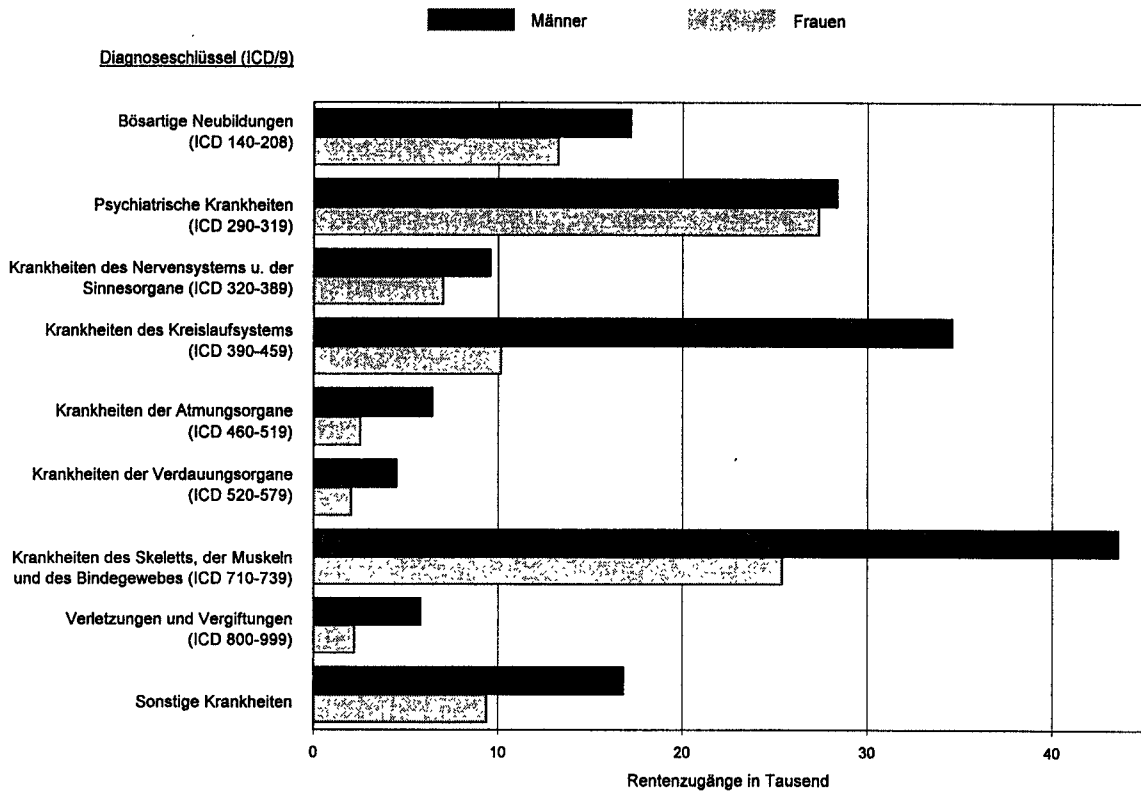 Männer
Frauen
Diagnoseschlüssel (ICD/9)
Bösartige Neubildungen
(ICD 140-208)
Psychiatrische Krankheiten
(ICD 290-319)
Krankheiten des Nervensystems u. der
Sinnesorgane (ICD 320-389)
Krankheiten des Kreislaufsystems
(ICD 390-459)
Krankheiten der Atmungsorgane
(ICD 460-519)
Krankheiten der Verdauungsorgane
(ICD 520-579)
Krankheiten des Skeletts, der Muskeln
und des Bindegewebes (ICD 710-739)
Verletzungen und Vergiftungen
(ICD 800-999)
Sonstige Krankheiten
0
10
20
30
40
Rentenzugänge in Tausend